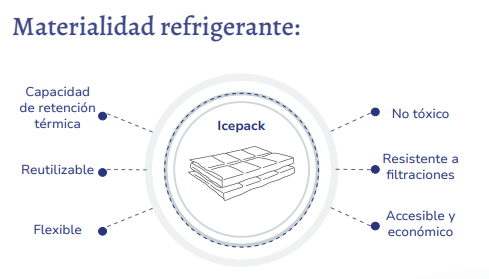 Materialidad refrigerante:
Capacidad
de retención
térmica
Reutilizable
Flexible
Icepack
No tóxico
Resistente a
filtraciones
Accesible y
económico